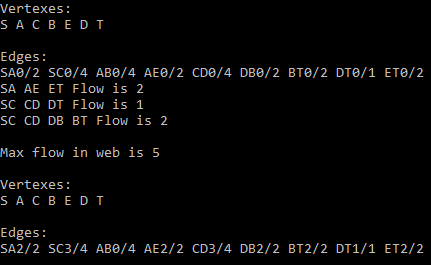 Vertexes:
S A C B E D T
Edges:
SA0/2 SC0/4 AB0/4 AE0/2 CD0/4 DB0/2 BT0/2 DT0/1 ET0/2
SA AE ET Flow is 2
SC CD DT Flow is 1
SC CD DB BT Flow is 2
Max flow in web is 5
Vertexes:
S A C B E D T
Edges:
SA2/2 SC3/4 AB0/4 AE2/2 CD3/4 DB2/2 BT2/2 DT1/1 ET2/2